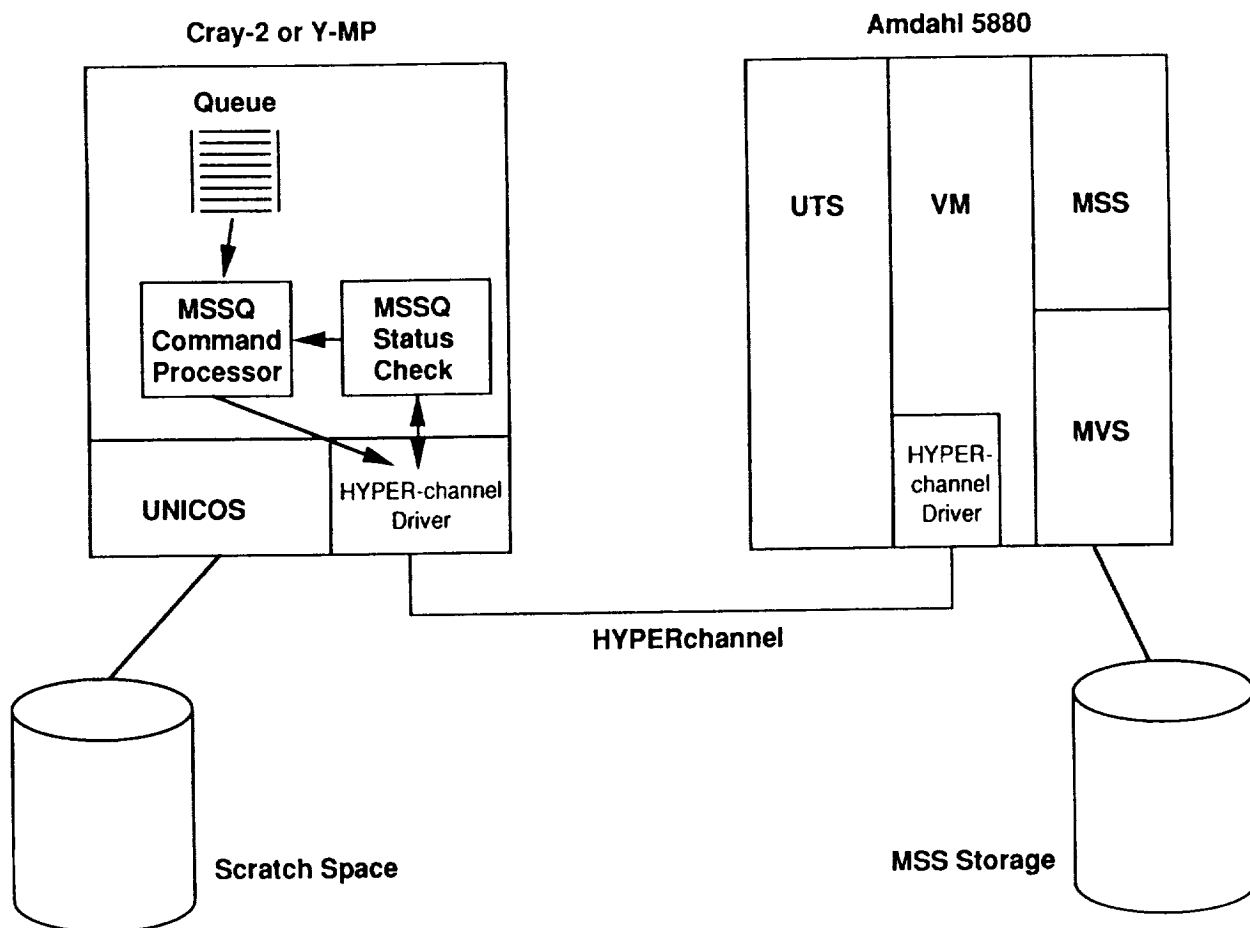 Cray-2 or Y-MP
Amdahl 5880
Queue
UTS
VM
MSS
MSSQ
Command
Processor
MSSQ
Status
Check
MVS
UNICOS
HYPER-channel
Driver
HYPER-
channel
Driver
HYPERchannel
Scratch Space
MSS Storage